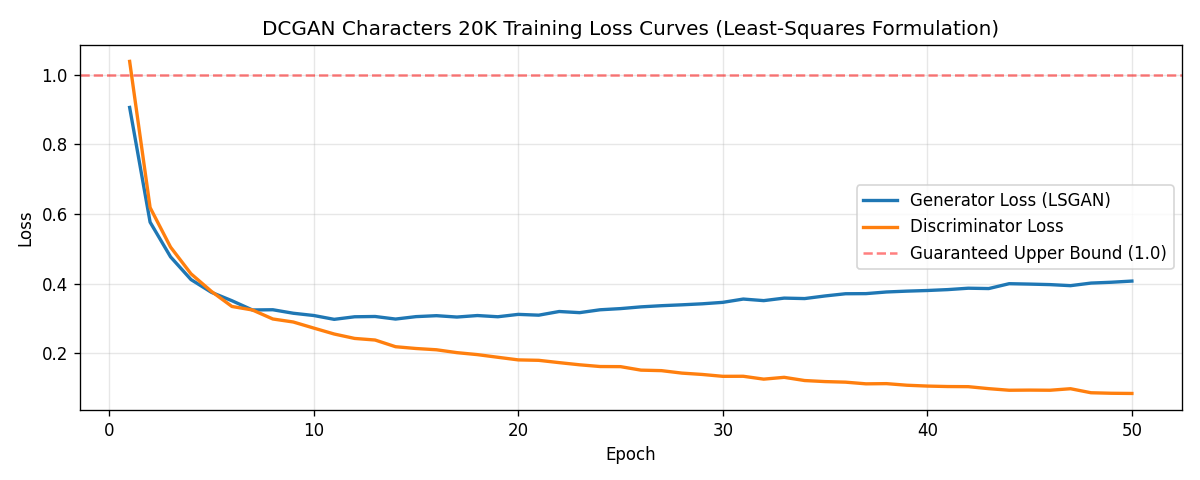 DCGAN Characters 20K Training Loss Curves (Least-Squares Formulation)
Loss
1.0
0.8
0.6
0.4
0.2
Generator Loss (LSGAN)
Discriminator Loss
Guaranteed Upper Bound (1.0)
0 10 20 30 40 50
Epoch